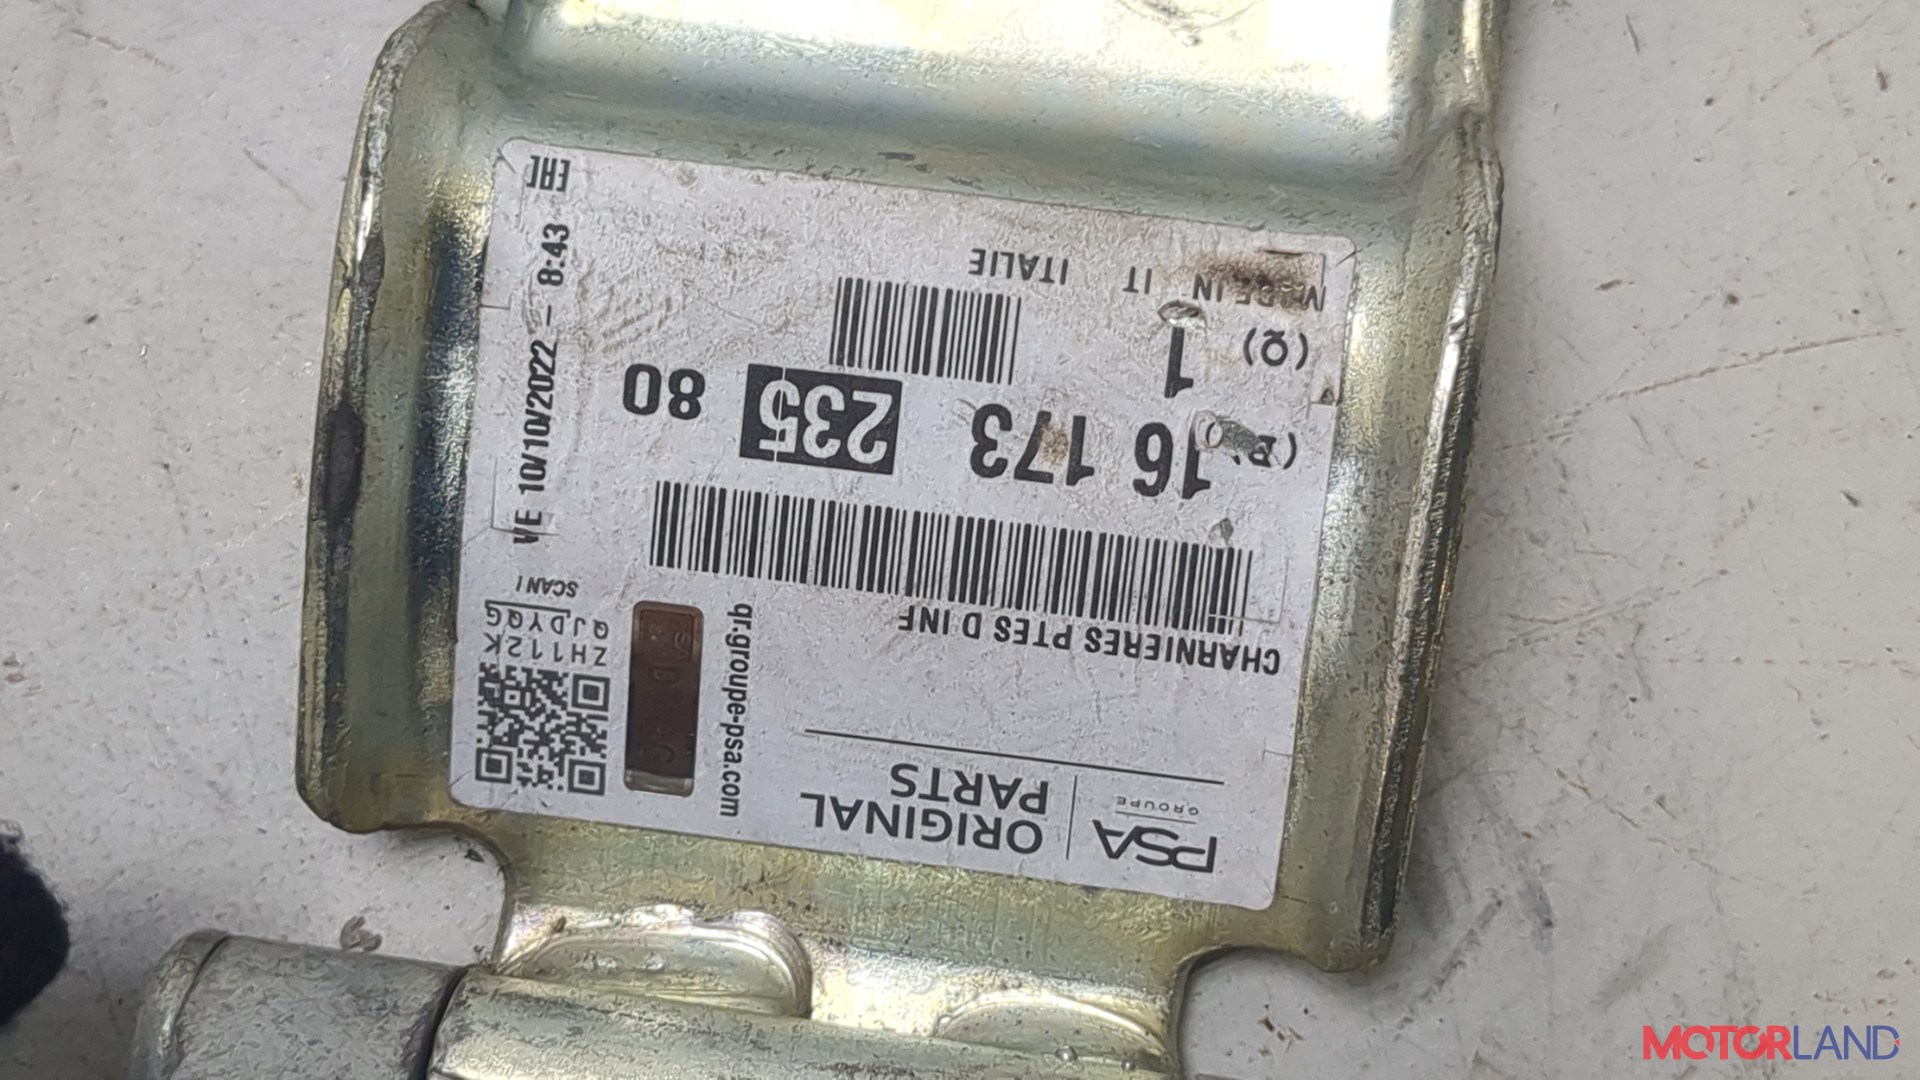 PSA
GROUPE
ORIGINAL
PARTS
qr.groupe-psa.com
CHARNIERES PTES D INF
16 173 235 80
(Q) 1
MADE IN IT ITALIE
ZH112K
QJDYQG
SCAN !
VE 10/10/2022 - 8:43
EAC
MOTORLAND